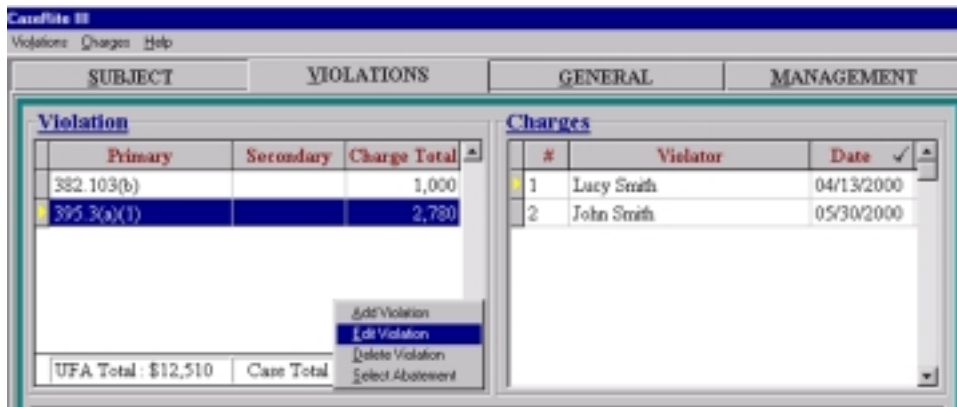 CaseRite III
Violations Charges Help
SUBJECT VIOLATIONS GENERAL MANAGEMENT
Violation
Primary Secondary Charge Total
382.103(b) 1,000
395.3(a)(1) 2,780
UFA Total : $12,510 Case Total
Add Violation
Edit Violation
Delete Violation
Select Abatement
Charges
# Violator Date ✓
1 Lucy Smith 04/13/2000
2 John Smith 05/30/2000